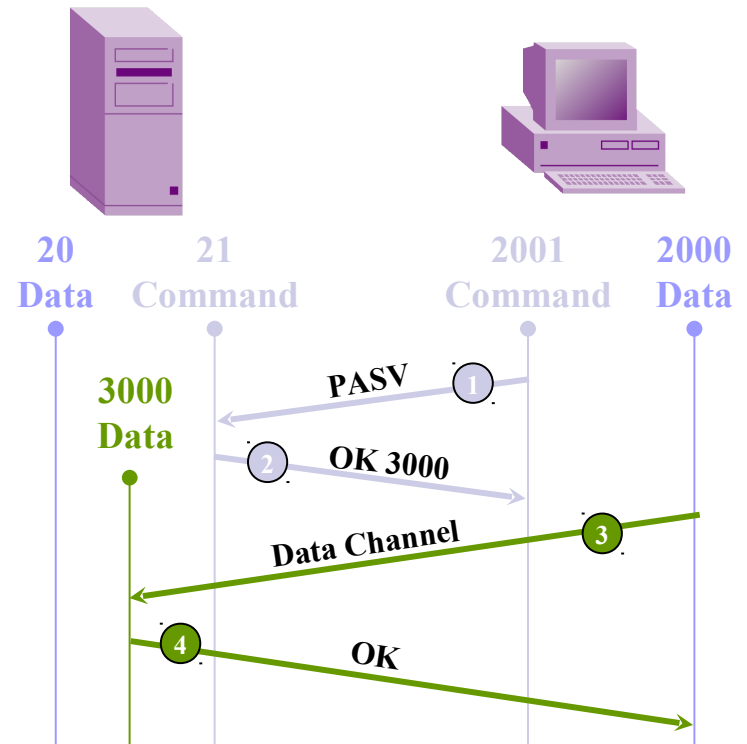 20
Data
21
Command
2001
Command
2000
Data
3000
Data
PASV
1
2
OK 3000
Data Channel
3
4
OK